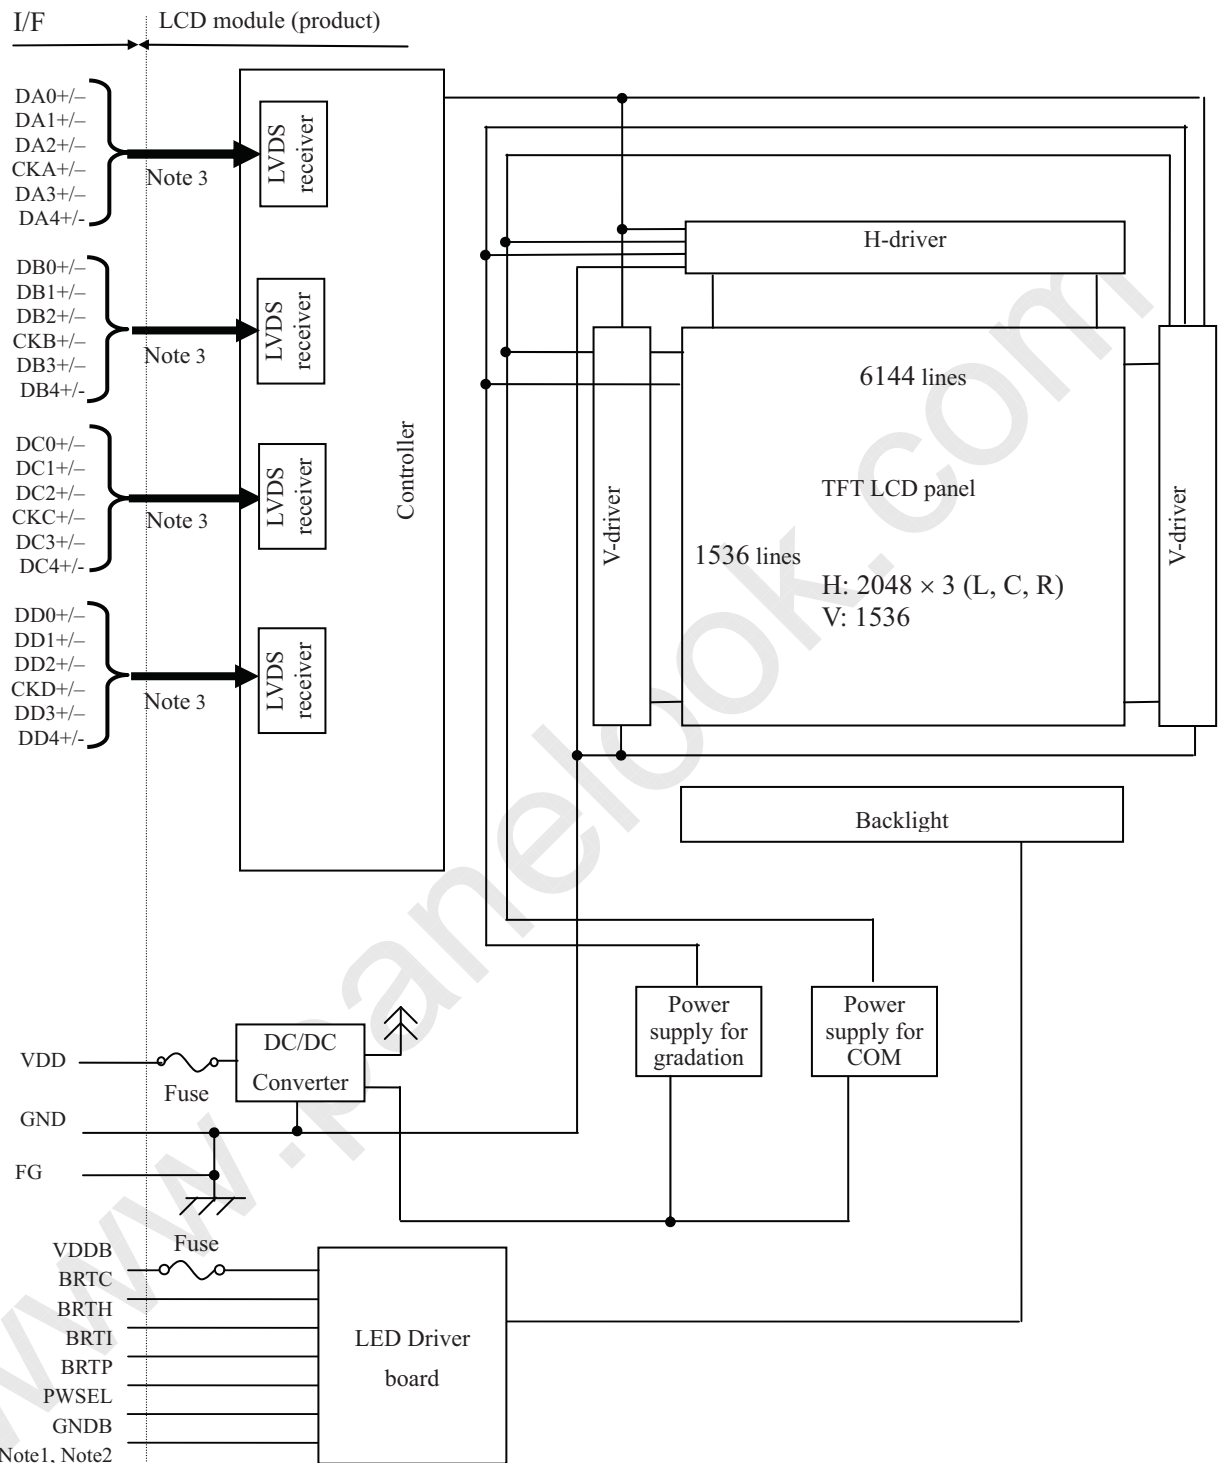 I/F
LCD module (product)
DA0+/–
DA1+/–
DA2+/–
CKA+/–
DA3+/–
DA4+/-
Note 3
LVDS
receiver
DB0+/–
DB1+/–
DB2+/–
CKB+/–
DB3+/–
DB4+/-
Note 3
LVDS
receiver
DC0+/–
DC1+/–
DC2+/–
CKC+/–
DC3+/–
DC4+/-
Note 3
LVDS
receiver
DD0+/–
DD1+/–
DD2+/–
CKD+/–
DD3+/–
DD4+/-
Note 3
LVDS
receiver
Controller
H-driver
V-driver
6144 lines
TFT LCD panel
1536 lines
H: 2048 × 3 (L, C, R)
V: 1536
V-driver
Backlight
Power
supply for
gradation
Power
supply for
COM
VDD
Fuse
DC/DC
Converter
GND
FG
Fuse
VDDB
BRTC
BRTH
BRTI
BRTP
PWSEL
GNDB
Note1, Note2
LED Driver
board
www.panelook.com